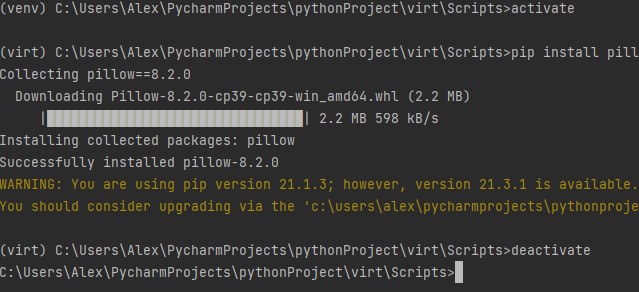 (venv) C:\Users\Alex\PycharmProjects\pythonProject\virt\Scripts>activate
(virt) C:\Users\Alex\PycharmProjects\pythonProject\virt\Scripts>pip install pill
Collecting pillow==8.2.0
Downloading Pillow-8.2.0-cp39-cp39-win_amd64.whl (2.2 MB)
|████████████████████████████████| 2.2 MB 598 kB/s
Installing collected packages: pillow
Successfully installed pillow-8.2.0
WARNING: You are using pip version 21.1.3; however, version 21.3.1 is available.
You should consider upgrading via the 'c:\users\alex\pycharmprojects\pythonproje
(virt) C:\Users\Alex\PycharmProjects\pythonProject\virt\Scripts>deactivate
C:\Users\Alex\PycharmProjects\pythonProject\virt\Scripts>